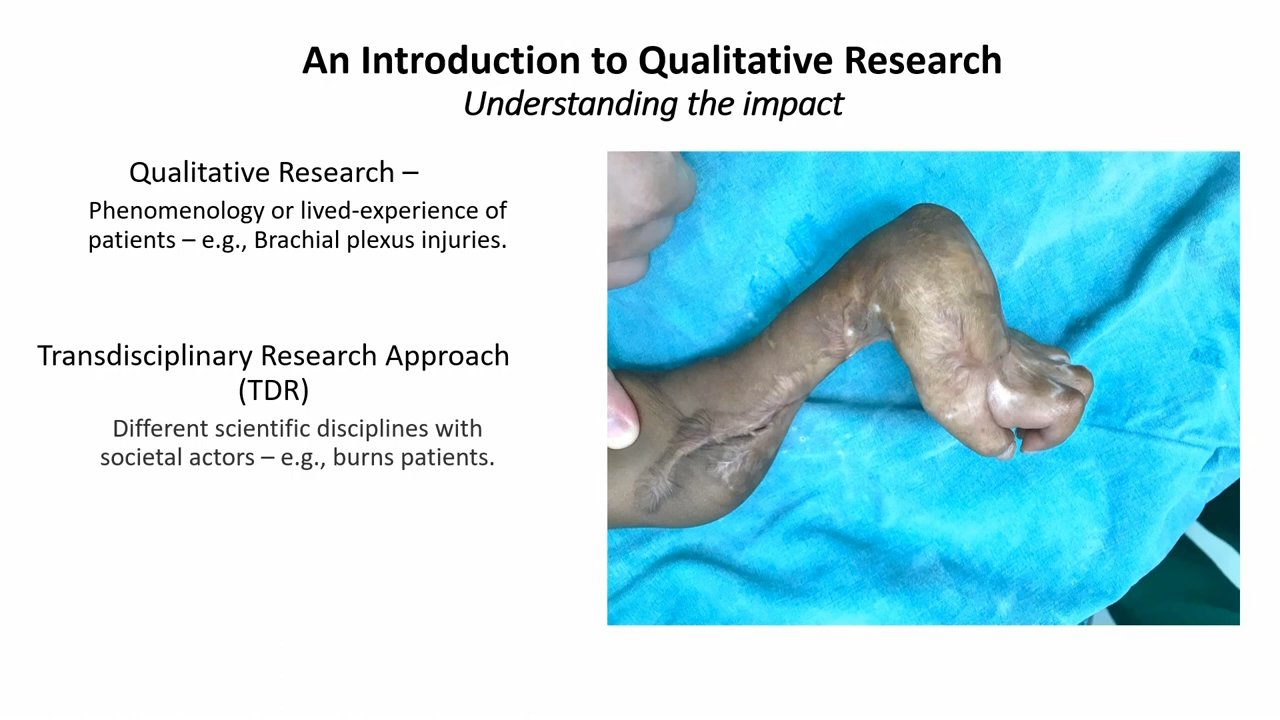 An Introduction to Qualitative Research
Understanding the impact
Qualitative Research –
Phenomenology or lived-experience of
patients – e.g., Brachial plexus injuries.
Transdisciplinary Research Approach
(TDR)
Different scientific disciplines with
societal actors – e.g., burns patients.